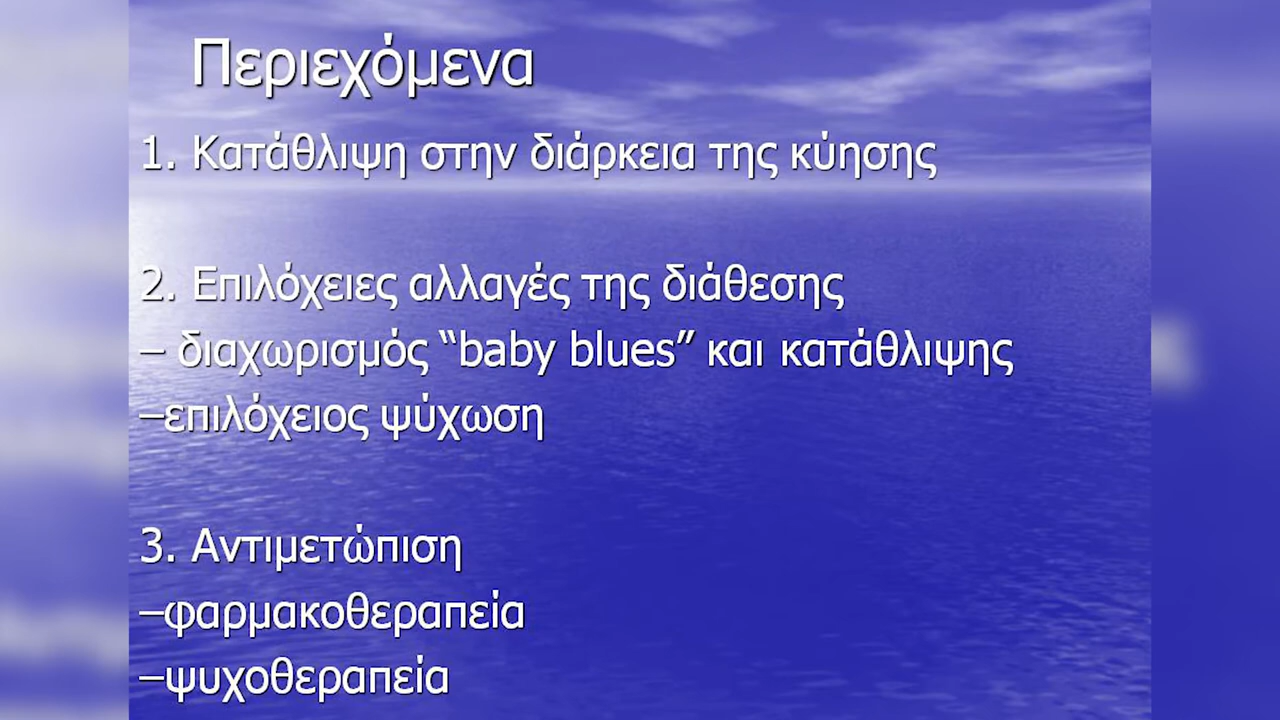 Περιεχόμενα
1. Κατάθλιψη στην διάρκεια της κύησης
2. Επιλόχειες αλλαγές της διάθεσης
– διαχωρισμός “baby blues” και κατάθλιψης
–επιλόχειος ψύχωση
3. Αντιμετώπιση
–φαρμακοθεραπεία
–ψυχοθεραπεία